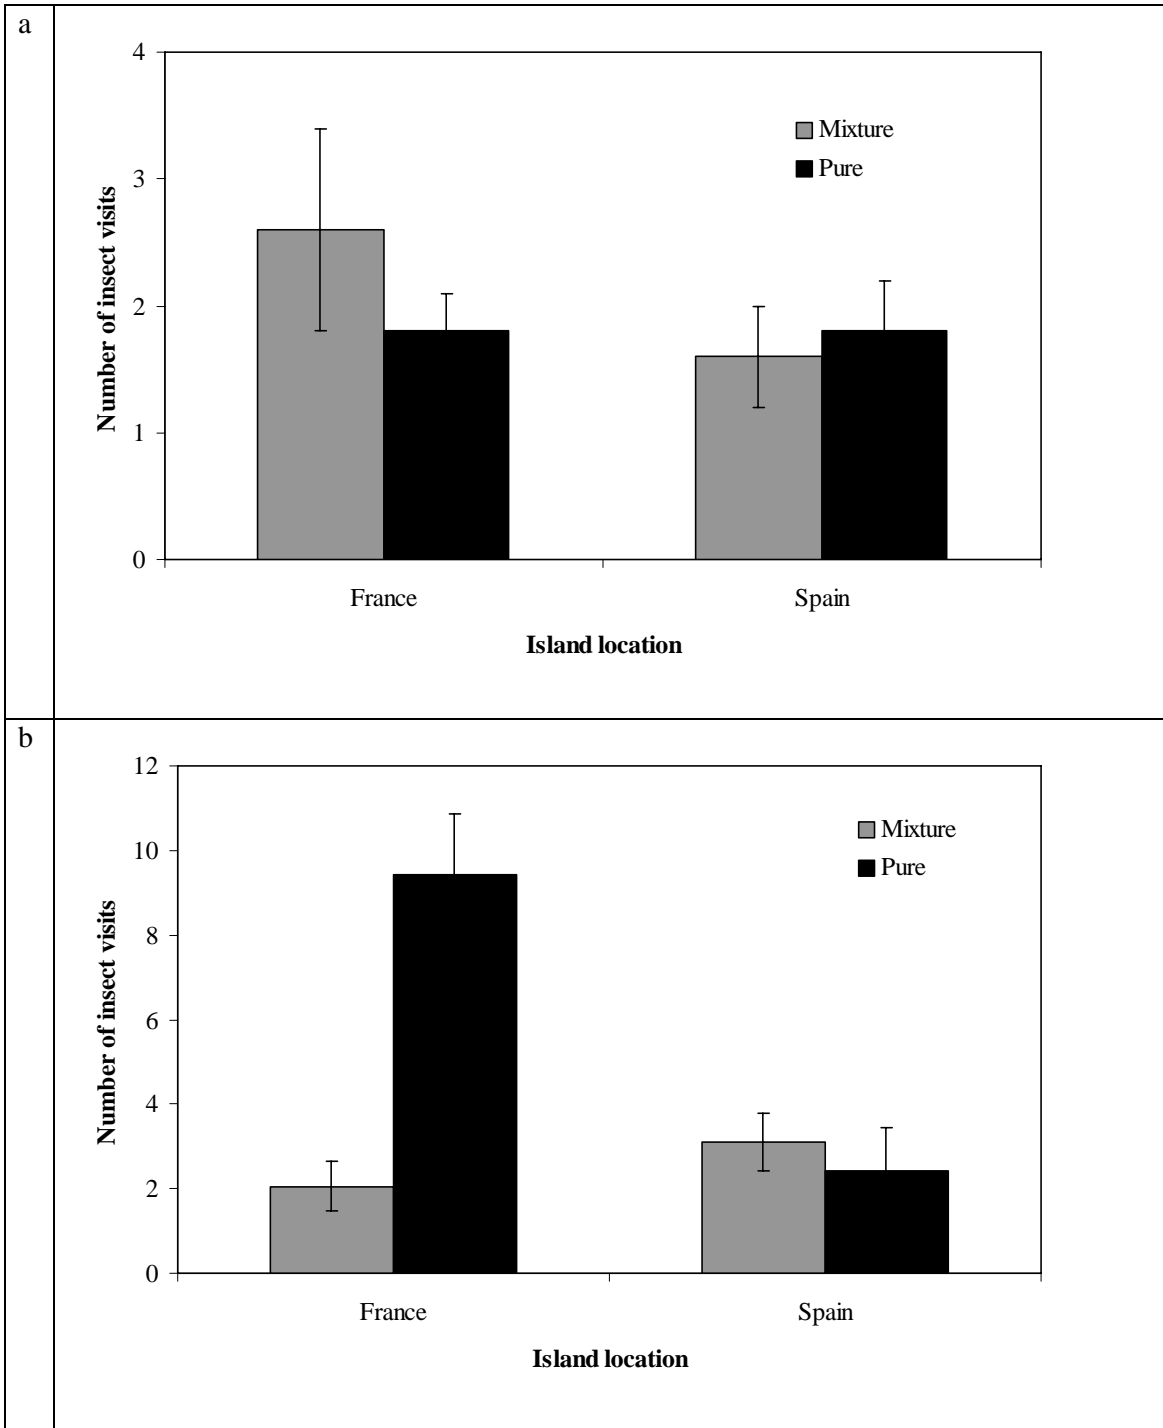 a
4
3
2
1
0
Number of insect visits
Mixture
Pure
France Spain
Island location
b
12
10
8
6
4
2
0
Number of insect visits
Mixture
Pure
France Spain
Island location